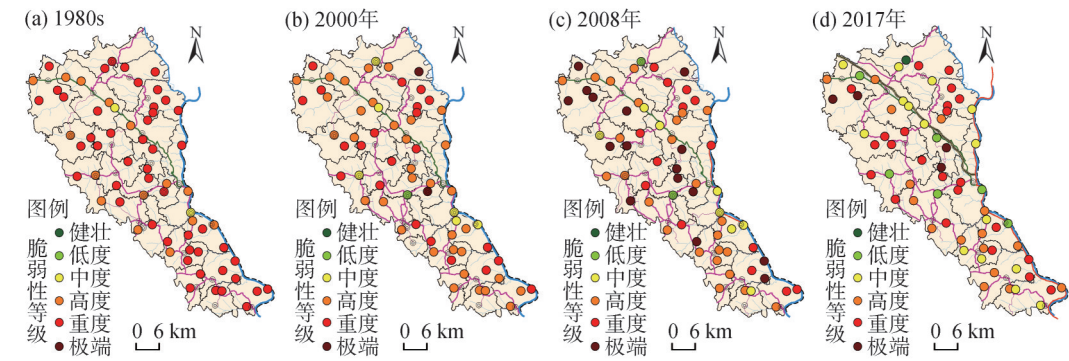 (a) 1980s
N
图例
脆弱性等级
健壮
低度
中度
高度
重度
极端
0 6 km
(b) 2000年
N
图例
脆弱性等级
健壮
低度
中度
高度
重度
极端
0 6 km
(c) 2008年
N
图例
脆弱性等级
健壮
低度
中度
高度
重度
极端
0 6 km
(d) 2017年
N
图例
脆弱性等级
健壮
低度
中度
高度
重度
极端
0 6 km